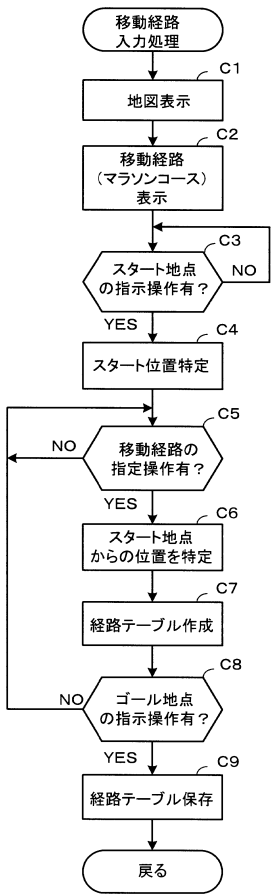 移動経路
入力処理
C1
地図表示
C2
移動経路
（マラソンコース）
表示
C3
スタート地点
の指示操作有？
NO
YES
C4
スタート位置特定
C5
移動経路の
指定操作有？
NO
YES
C6
スタート地点
からの位置を特定
C7
経路テーブル作成
C8
ゴール地点
の指示操作有？
NO
YES
C9
経路テーブル保存
戻る